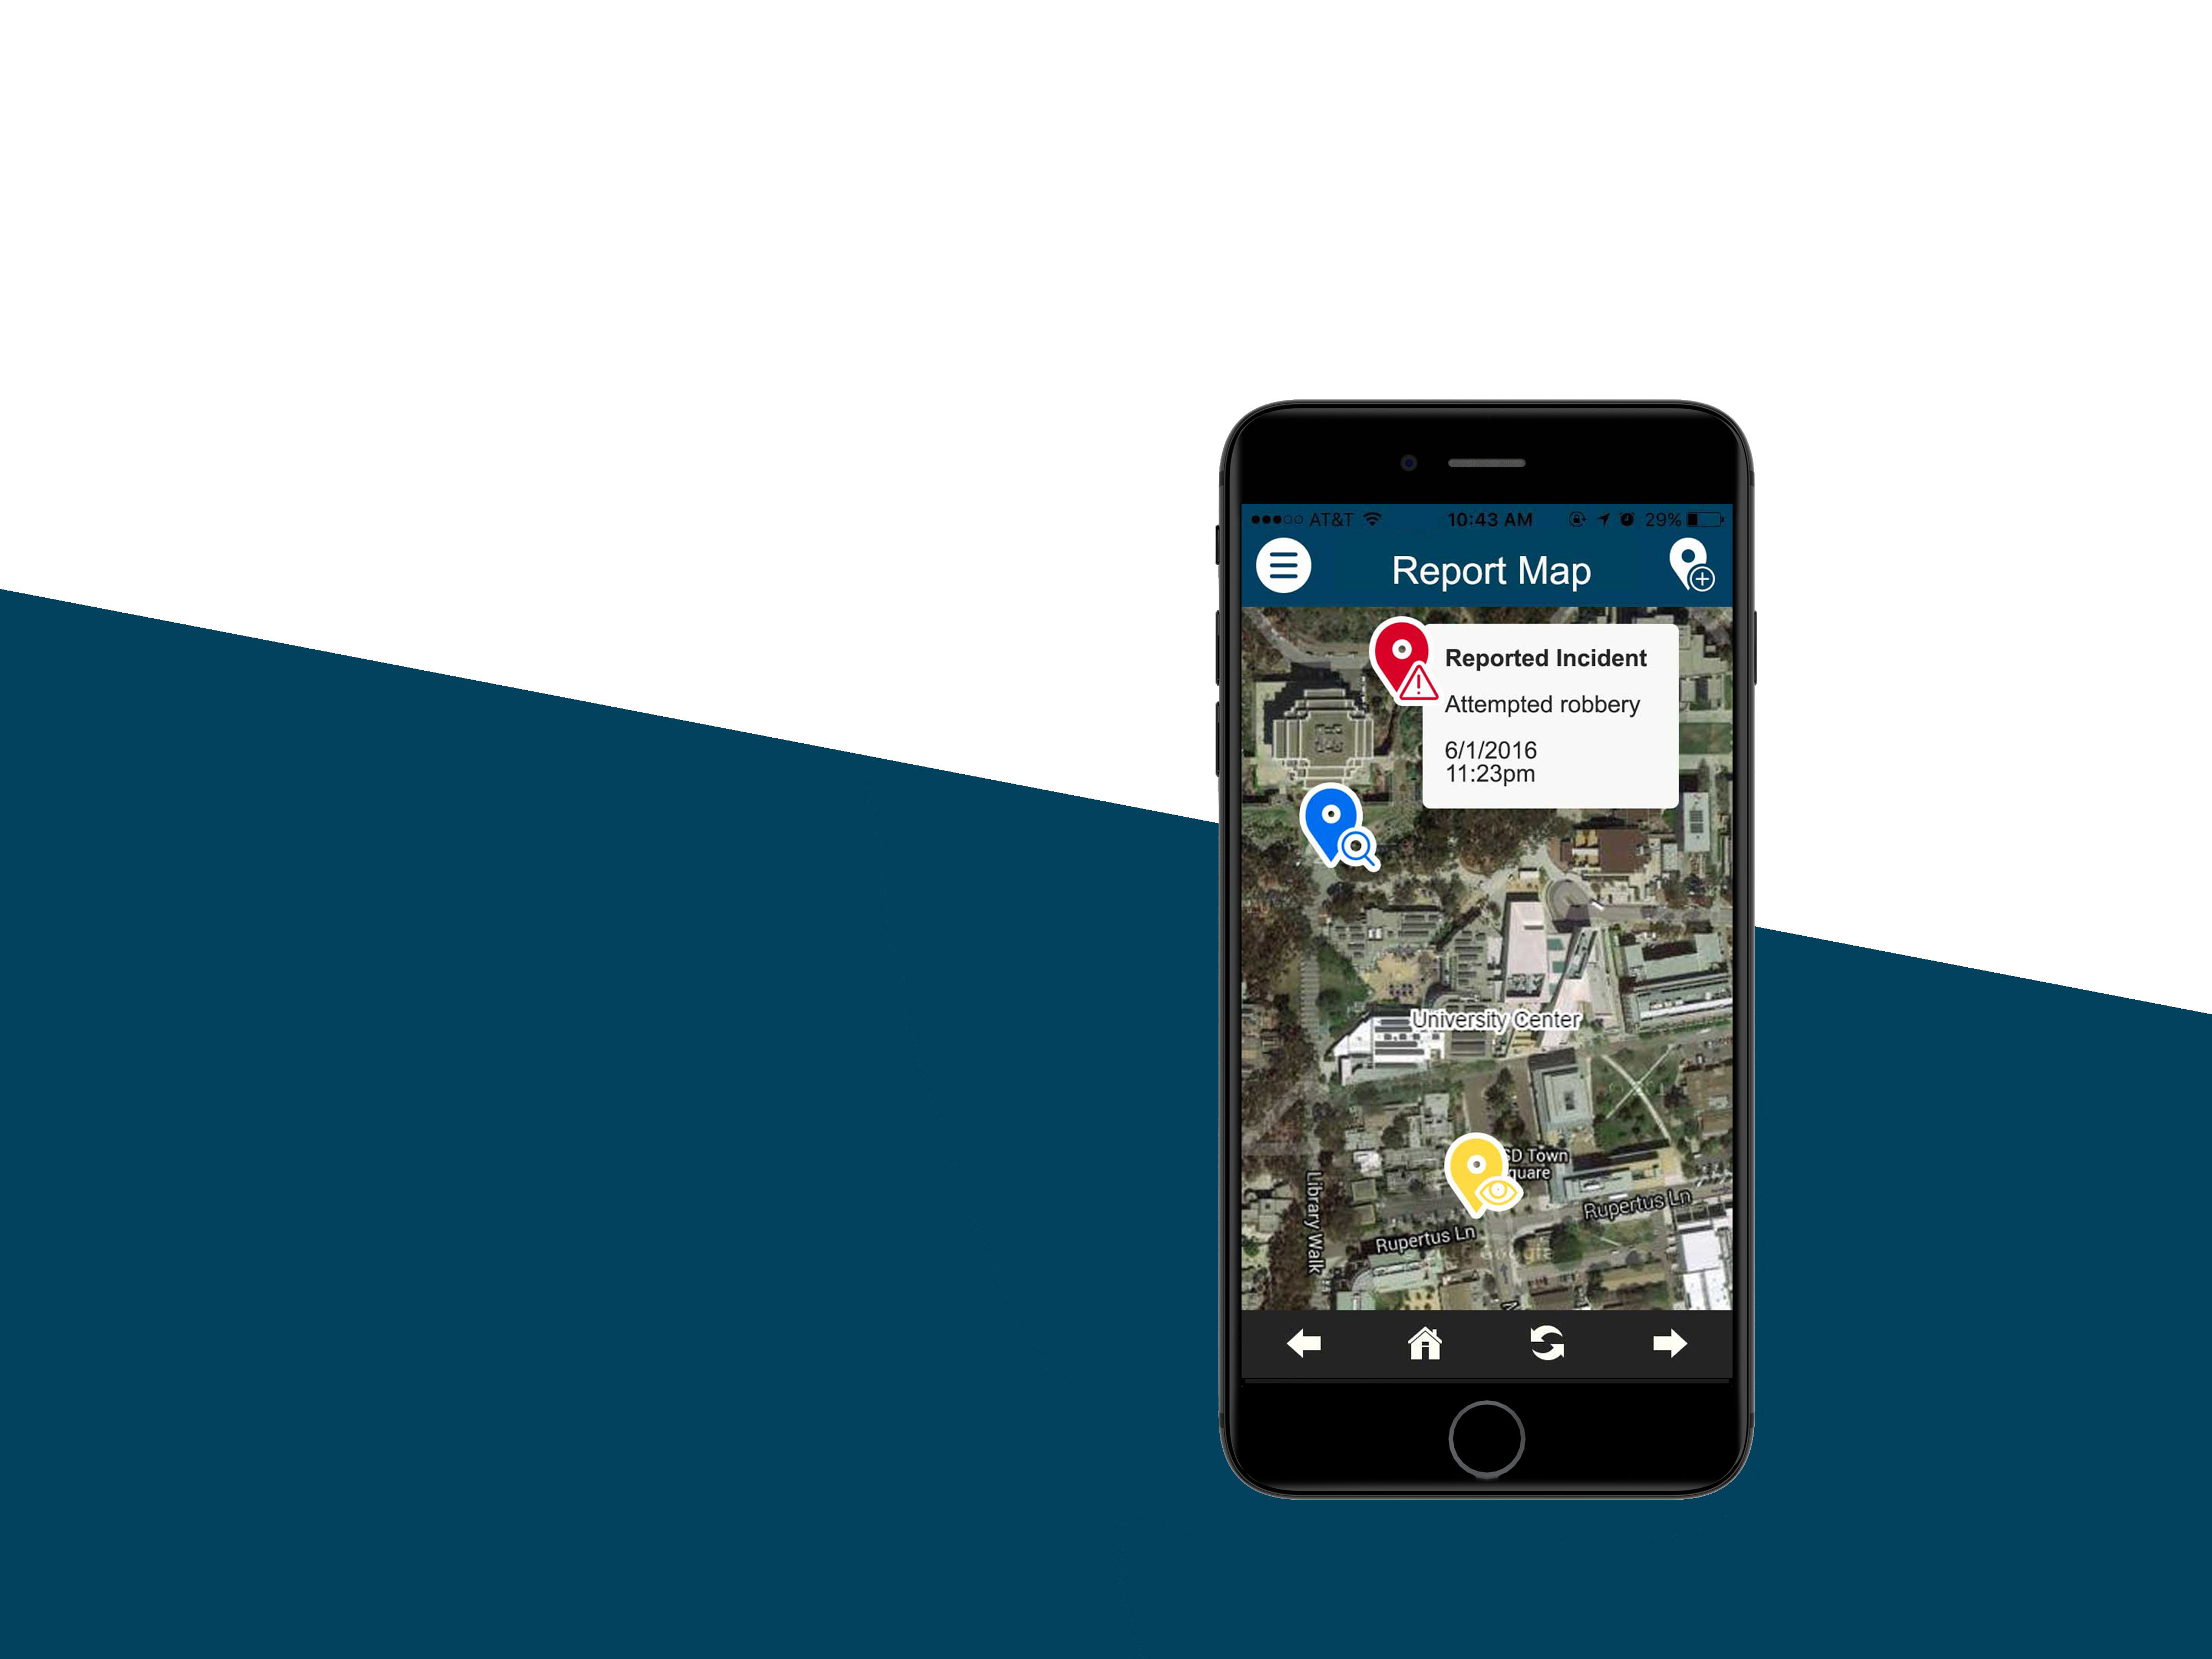 AT&T 10:43 AM 29%
Report Map
Reported Incident
Attempted robbery
6/1/2016
11:23pm
University Center
SD Town
quare
Rupertus Ln
Rupertus Ln
Library Walk
Google